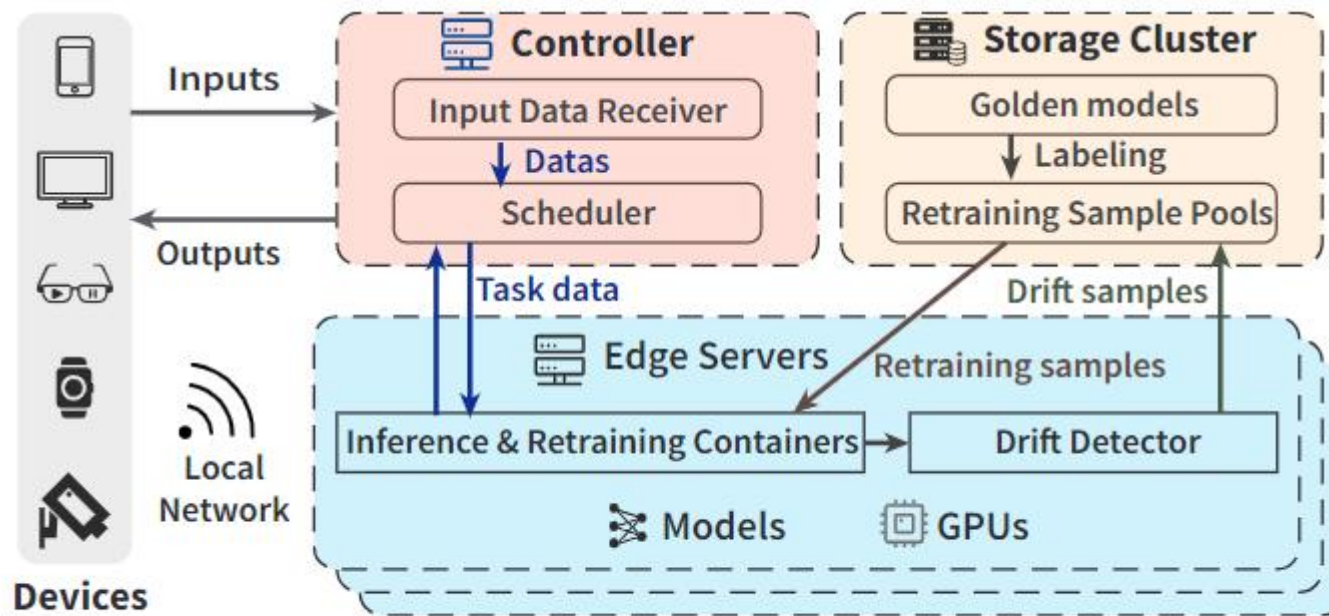 Controller
Storage Cluster
Inputs
Input Data Receiver
Golden models
Datas
Labeling
Scheduler
Retraining Sample Pools
Outputs
Task data
Drift samples
Edge Servers
Retraining samples
Inference & Retraining Containers
Drift Detector
Local
Network
Models
GPUs
Devices